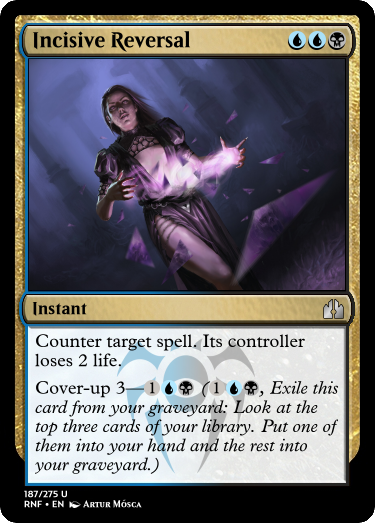 Incisive Reversal
Instant
Counter target spell. Its controller
loses 2 life.
Cover-up 3—1UB (1UB, Exile this
card from your graveyard: Look at the
top three cards of your library. Put one of
them into your hand and the rest into
your graveyard.)
187/275 U
RNF • EN Artur Mósca